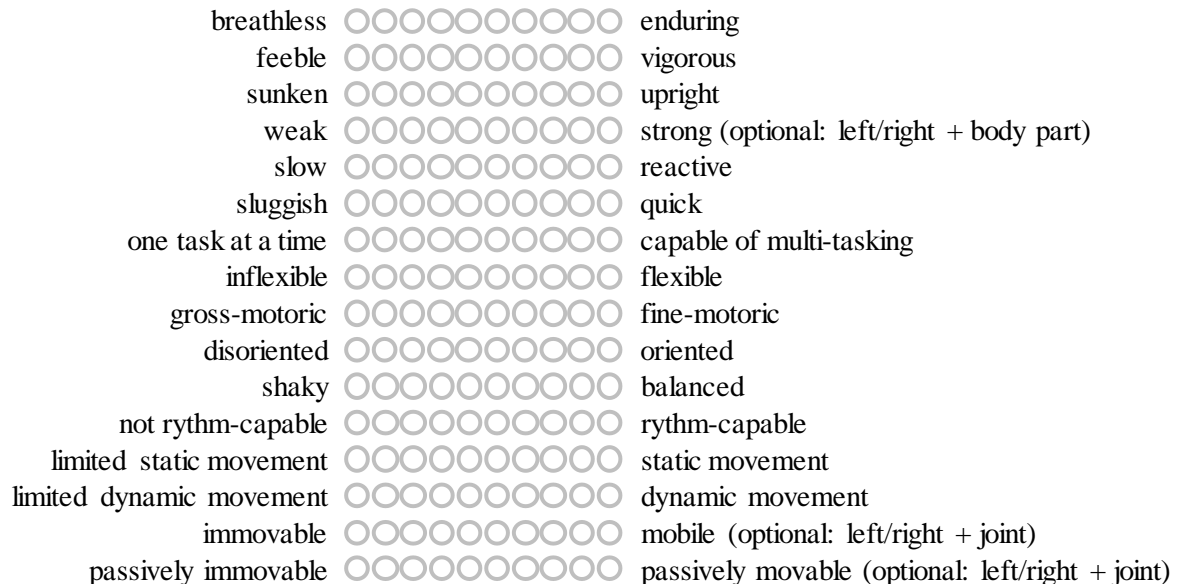 breathless enduring
feeble vigorous
sunken upright
weak strong (optional: left/right + body part)
slow reactive
sluggish quick
one task at a time capable of multi-tasking
inflexible flexible
gross-motoric fine-motoric
disoriented oriented
shaky balanced
not rythm-capable rythm-capable
limited static movement static movement
limited dynamic movement dynamic movement
immovable mobile (optional: left/right + joint)
passively immovable passively movable (optional: left/right + joint)